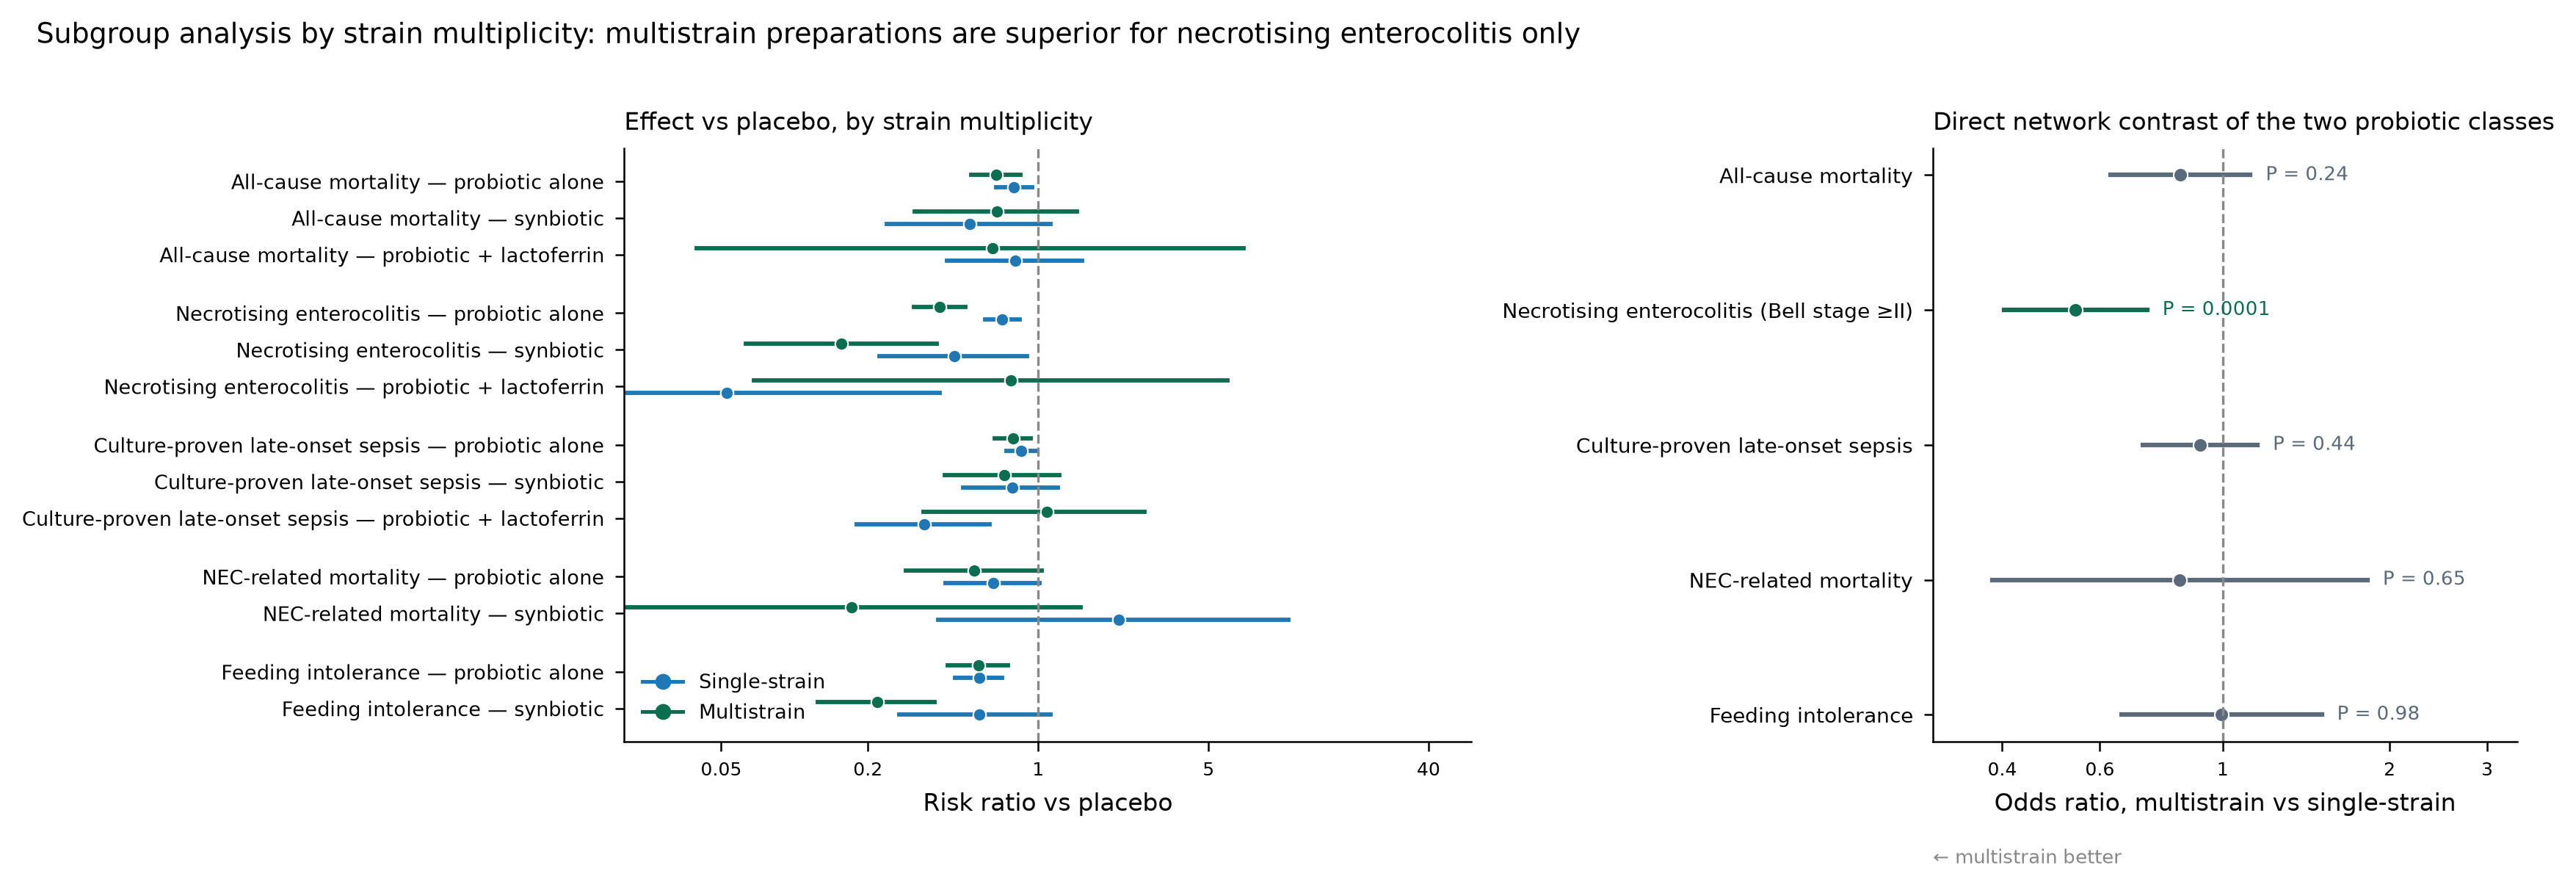 Subgroup analysis by strain multiplicity: multistrain preparations are superior for necrotising enterocolitis only
Effect vs placebo, by strain multiplicity
All-cause mortality — probiotic alone
All-cause mortality — synbiotic
All-cause mortality — probiotic + lactoferrin
Necrotising enterocolitis — probiotic alone
Necrotising enterocolitis — synbiotic
Necrotising enterocolitis — probiotic + lactoferrin
Culture-proven late-onset sepsis — probiotic alone
Culture-proven late-onset sepsis — synbiotic
Culture-proven late-onset sepsis — probiotic + lactoferrin
NEC-related mortality — probiotic alone
NEC-related mortality — synbiotic
Feeding intolerance — probiotic alone
Feeding intolerance — synbiotic
Single-strain
Multistrain
0.05 0.2 1 5 40
Risk ratio vs placebo
Direct network contrast of the two probiotic classes
All-cause mortality P = 0.24
Necrotising enterocolitis (Bell stage ≥II) P = 0.0001
Culture-proven late-onset sepsis P = 0.44
NEC-related mortality P = 0.65
Feeding intolerance P = 0.98
0.4 0.6 1 2 3
Odds ratio, multistrain vs single-strain
← multistrain better